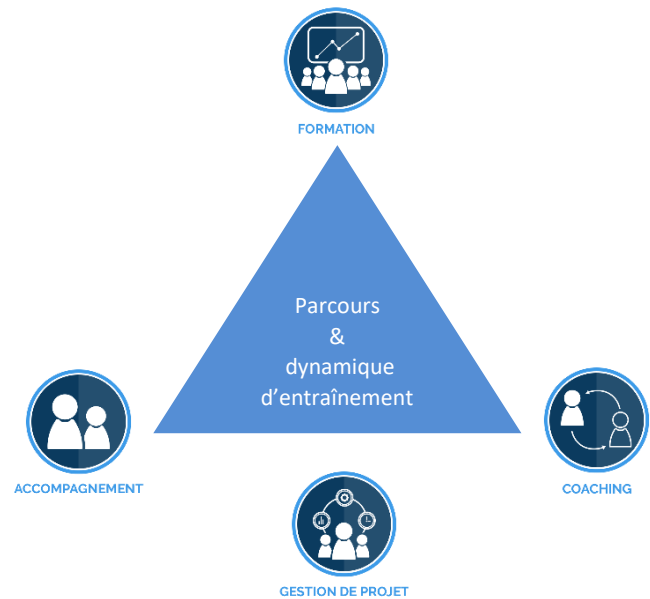 FORMATION
Parcours
&
dynamique
d’entraînement
ACCOMPAGNEMENT
COACHING
GESTION DE PROJET